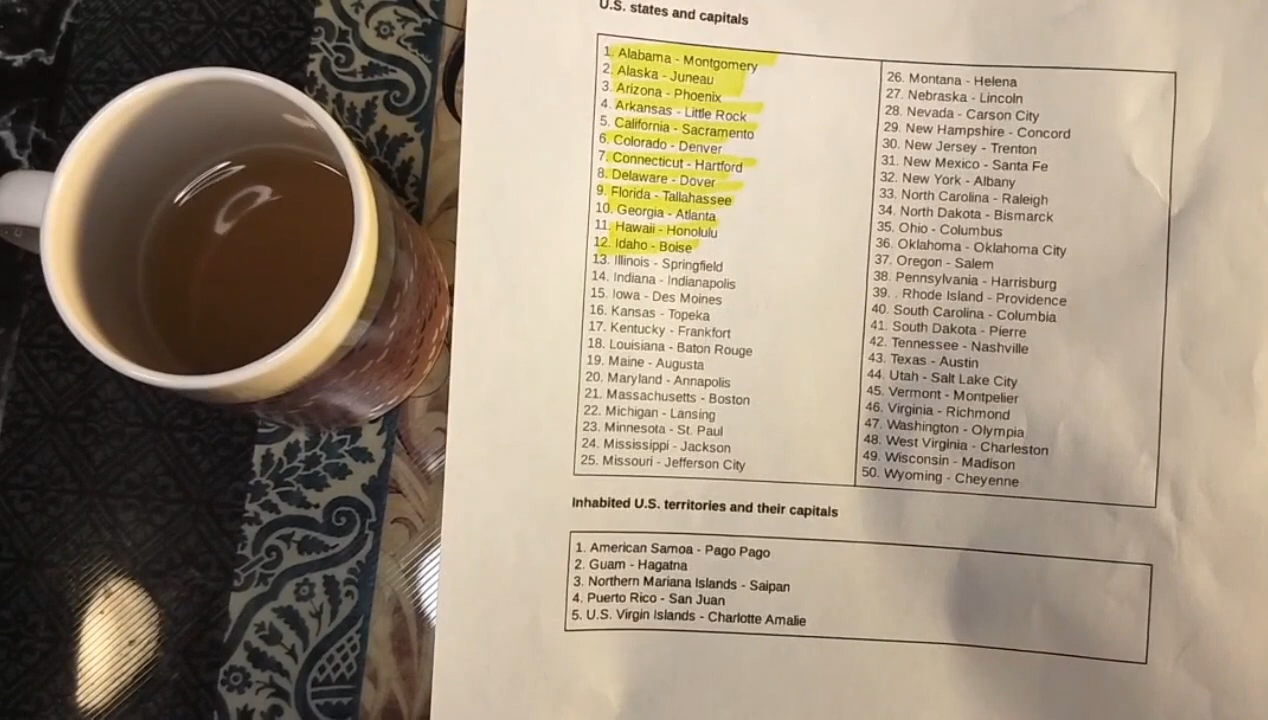 U.S. states and capitals
1. Alabama - Montgomery
2. Alaska - Juneau
3. Arizona - Phoenix
4. Arkansas - Little Rock
5. California - Sacramento
6. Colorado - Denver
7. Connecticut - Hartford
8. Delaware - Dover
9. Florida - Tallahassee
10. Georgia - Atlanta
11. Hawaii - Honolulu
12. Idaho - Boise
13. Illinois - Springfield
14. Indiana - Indianapolis
15. Iowa - Des Moines
16. Kansas - Topeka
17. Kentucky - Frankfort
18. Louisiana - Baton Rouge
19. Maine - Augusta
20. Maryland - Annapolis
21. Massachusetts - Boston
22. Michigan - Lansing
23. Minnesota - St. Paul
24. Mississippi - Jackson
25. Missouri - Jefferson City
26. Montana - Helena
27. Nebraska - Lincoln
28. Nevada - Carson City
29. New Hampshire - Concord
30. New Jersey - Trenton
31. New Mexico - Santa Fe
32. New York - Albany
33. North Carolina - Raleigh
34. North Dakota - Bismarck
35. Ohio - Columbus
36. Oklahoma - Oklahoma City
37. Oregon - Salem
38. Pennsylvania - Harrisburg
39. . Rhode Island - Providence
40. South Carolina - Columbia
41. South Dakota - Pierre
42. Tennessee - Nashville
43. Texas - Austin
44. Utah - Salt Lake City
45. Vermont - Montpelier
46. Virginia - Richmond
47. Washington - Olympia
48. West Virginia - Charleston
49. Wisconsin - Madison
50. Wyoming - Cheyenne
Inhabited U.S. territories and their capitals
1. American Samoa - Pago Pago
2. Guam - Hagatna
3. Northern Mariana Islands - Saipan
4. Puerto Rico - San Juan
5. U.S. Virgin Islands - Charlotte Amalie